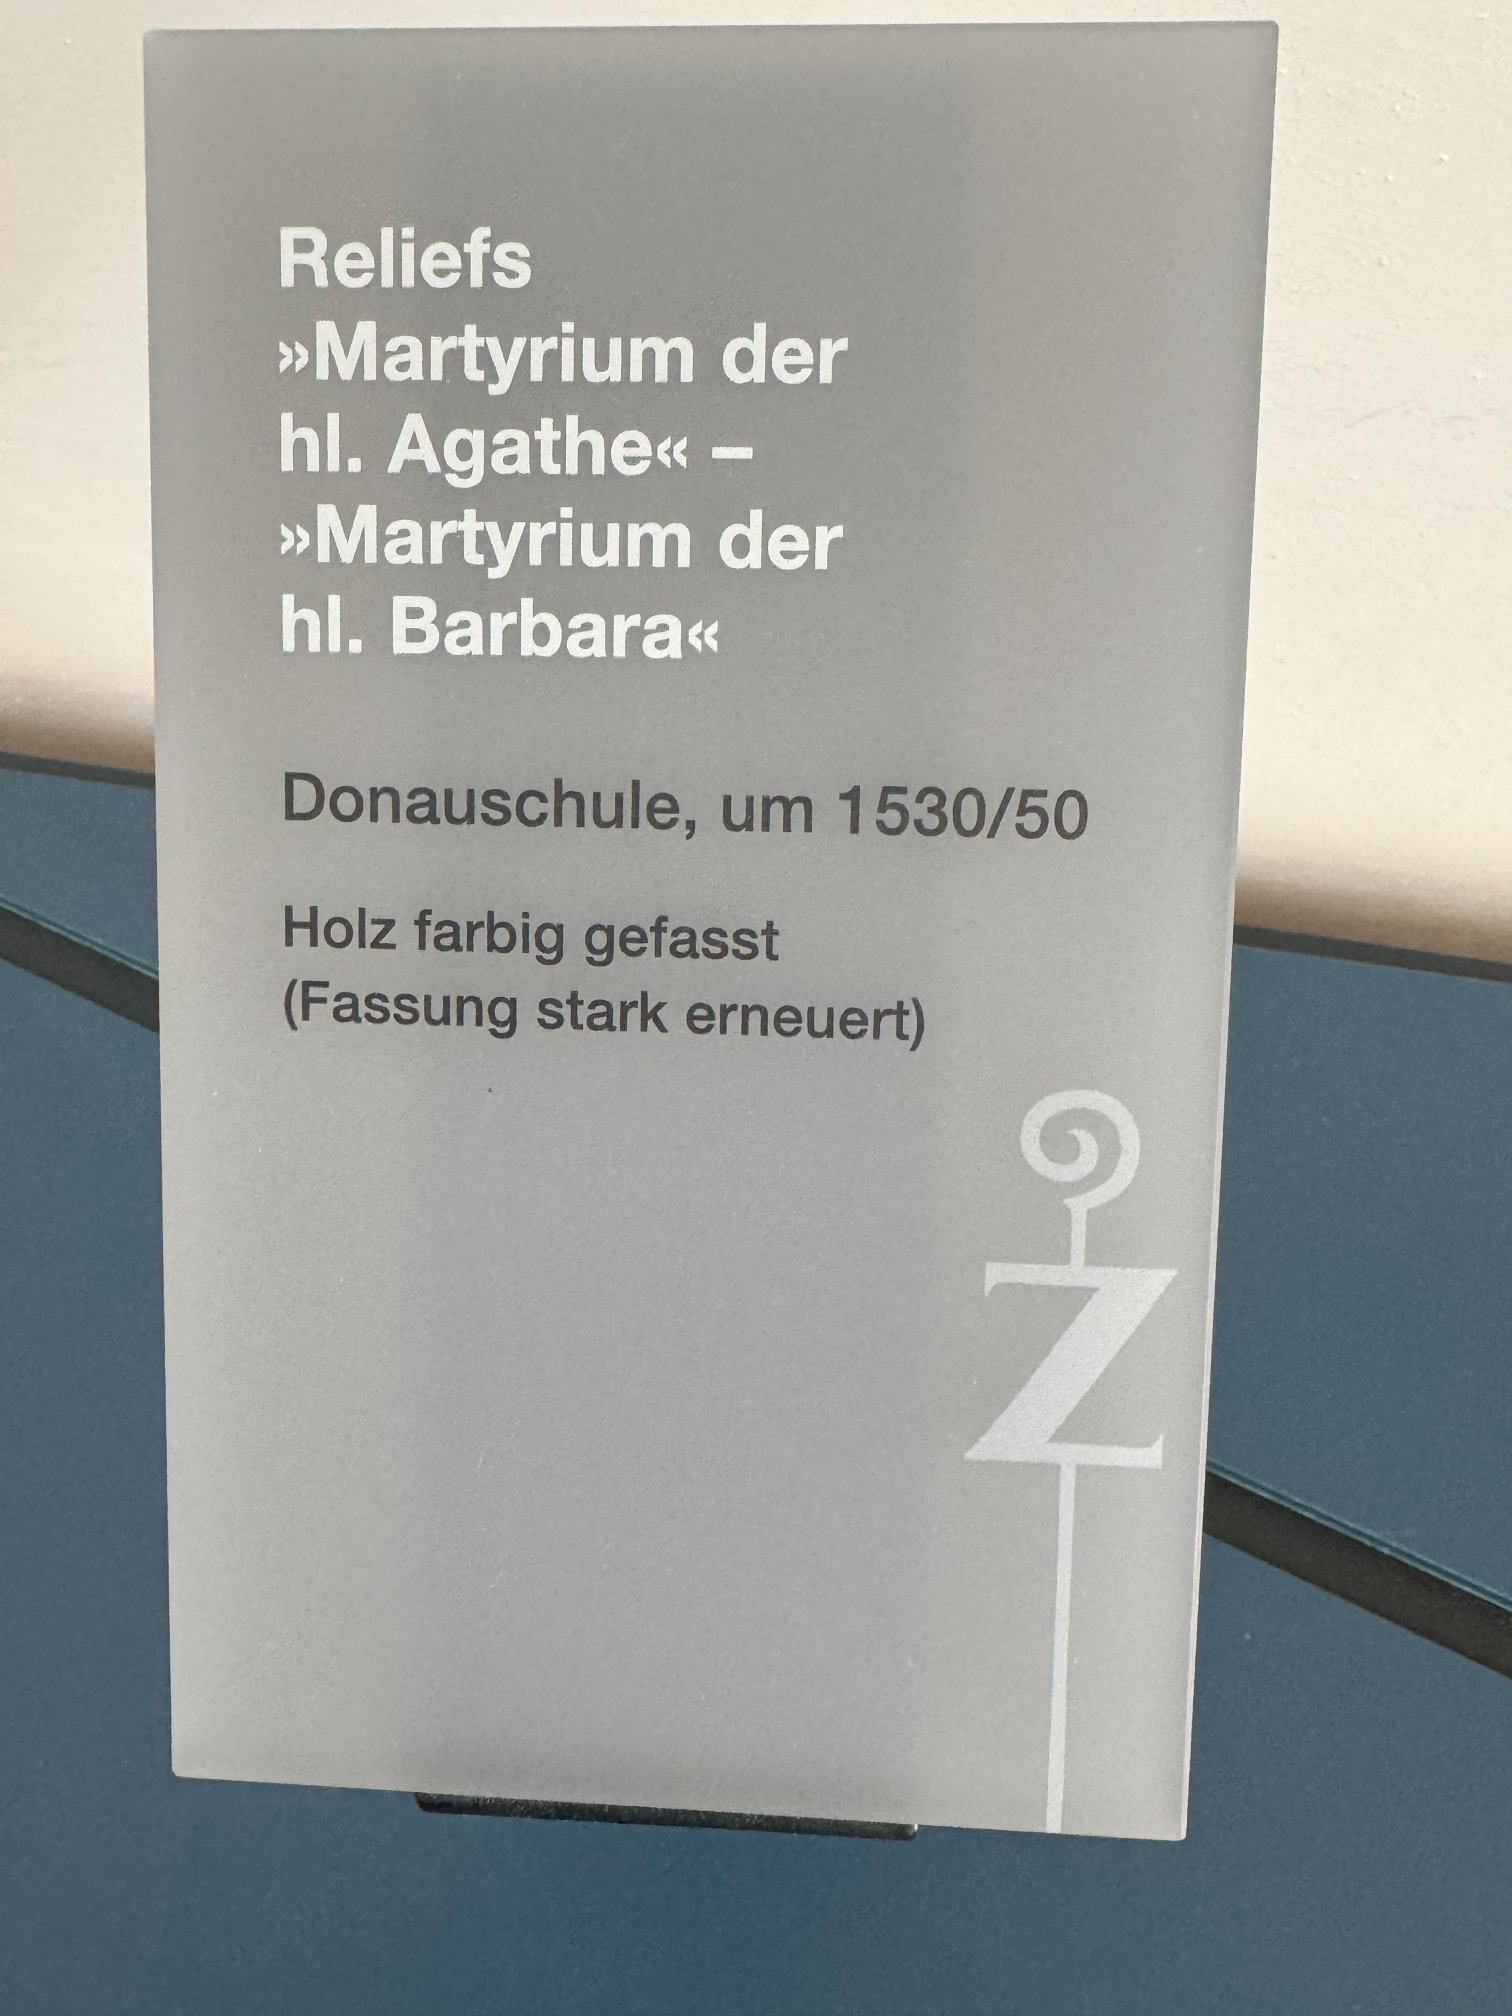 Reliefs
»Martyrium der
hl. Agathe« –
»Martyrium der
hl. Barbara«
Donauschule, um 1530/50
Holz farbig gefasst
(Fassung stark erneuert)
Z